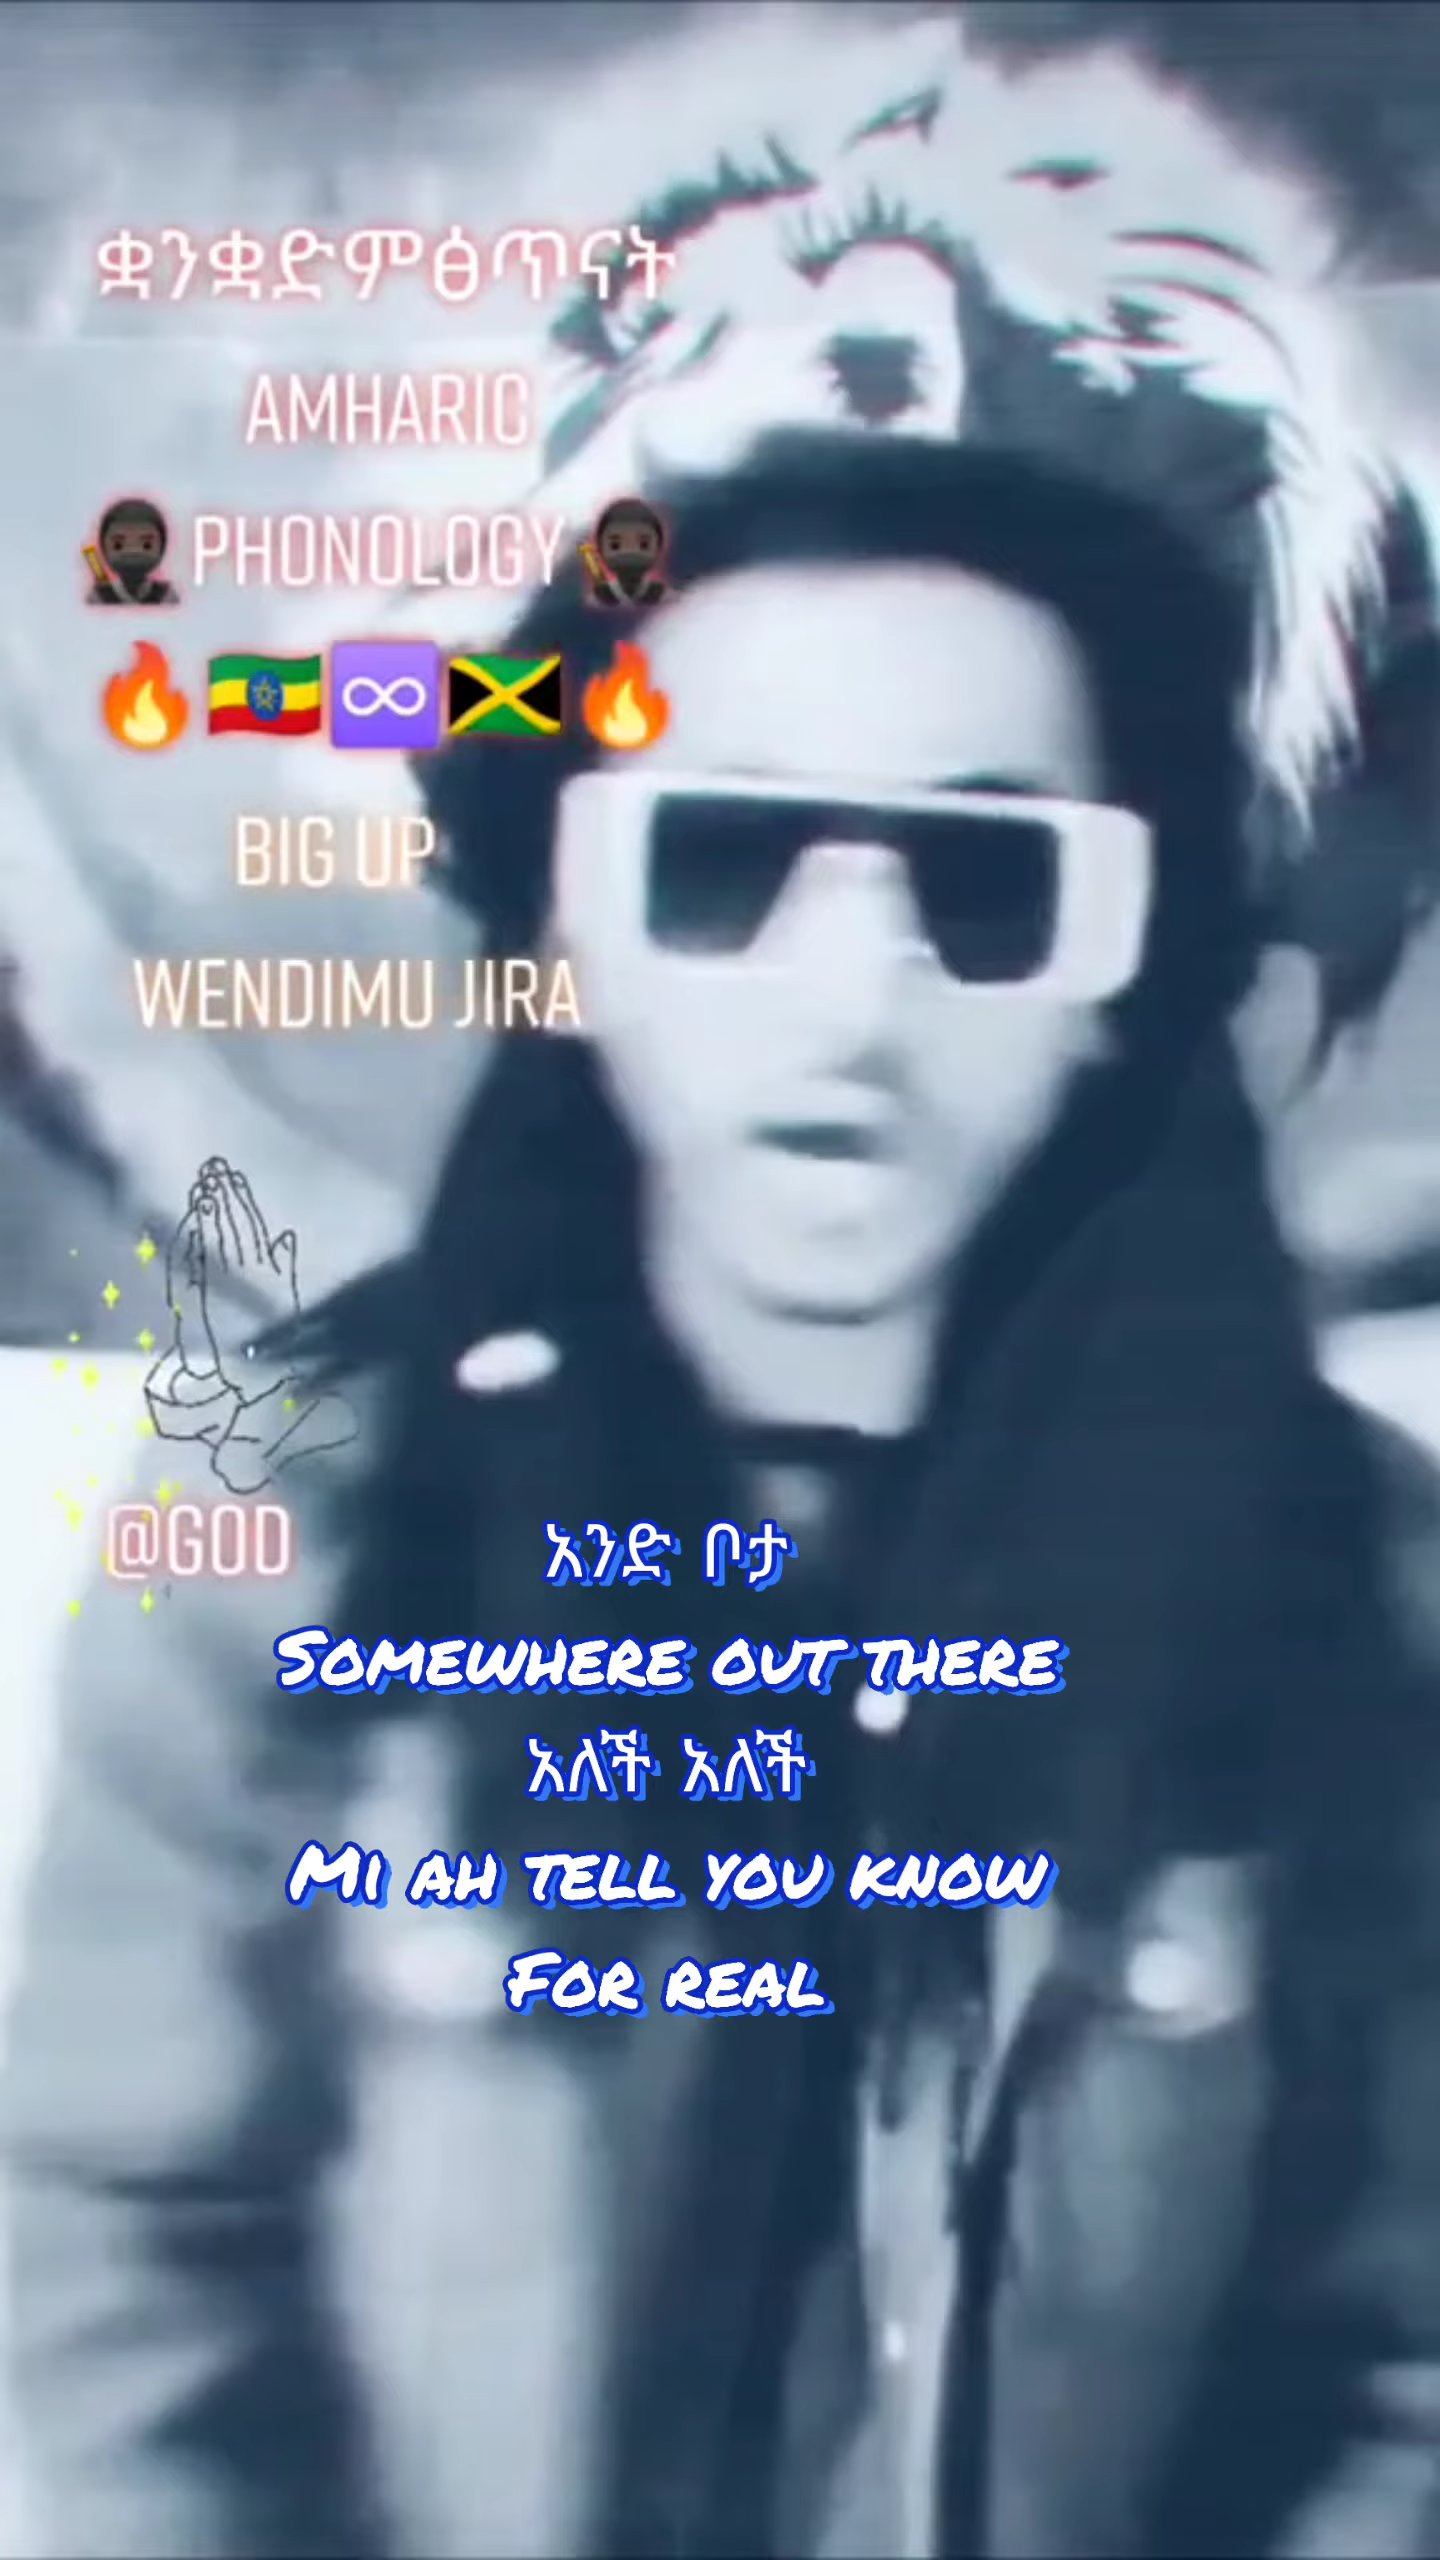 ቋንቋድምፅጥናት
AMHARIC
🥷🏿PHONOLOGY🥷🏿
🔥🇪🇹♾️🇯🇲🔥
BIG UP
WENDIMU JIRA
@GOD
አንድ ቦታ
SOMEWHERE OUT THERE
አለች አለች
MI AH TELL YOU KNOW
FOR REAL